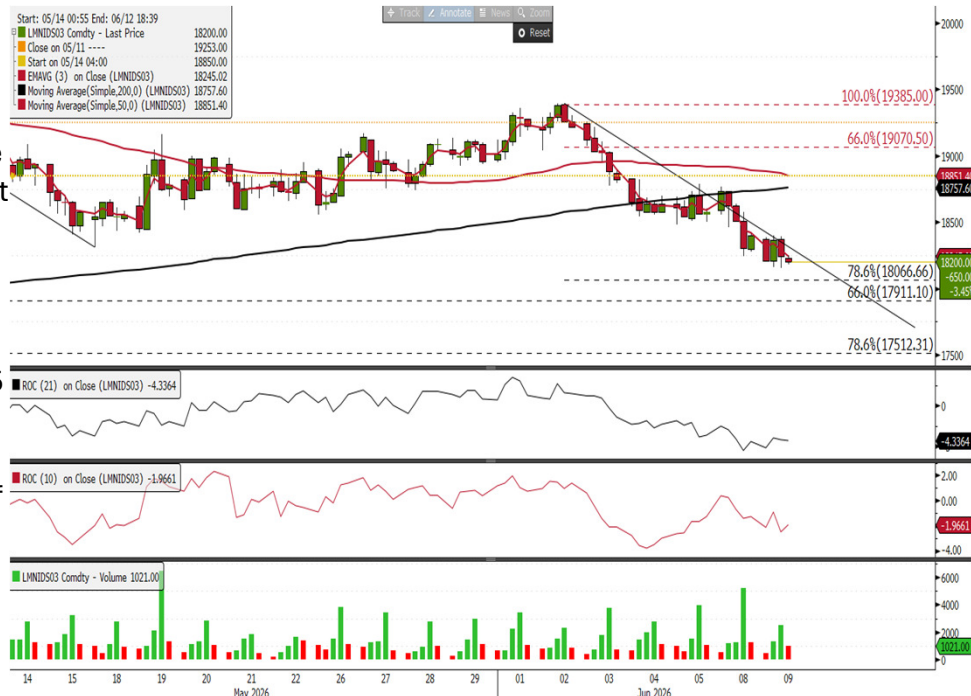 Start: 05/14 00:55 End: 06/12 18:39
LMNIDS03 Comdty - Last Price 18200.00
Close on 05/11 ---- 19253.00
Start on 05/14 04:00 18850.00
EMAVG (3) on Close (LMNIDS03) 18245.02
Moving Average(Simple,200,0) (LMNIDS03) 18757.60
Moving Average(Simple,50,0) (LMNIDS03) 18851.40
Track Annotate News Zoom
Reset
20000
19500
100.0%(19385.00)
66.0%(19070.50)
19000
t
18851.40
18757.60
18500
18200.00
-650.00
-3.45%
78.6%(18066.66)
66.0%(17911.10)
78.6%(17512.31)
17500
ROC (21) on Close (LMNIDS03) -4.3364
0
-4.3364
ROC (10) on Close (LMNIDS03) -1.9661
2.00
0.00
-1.9661
-4.00
LMNIDS03 Comdty - Volume 1021.00
6000
4000
2000
1021.00
0
14 15 18 19 20 21 22 26 27 28 29 01 02 03 04 05 08 09
May 2026 Jun 2026